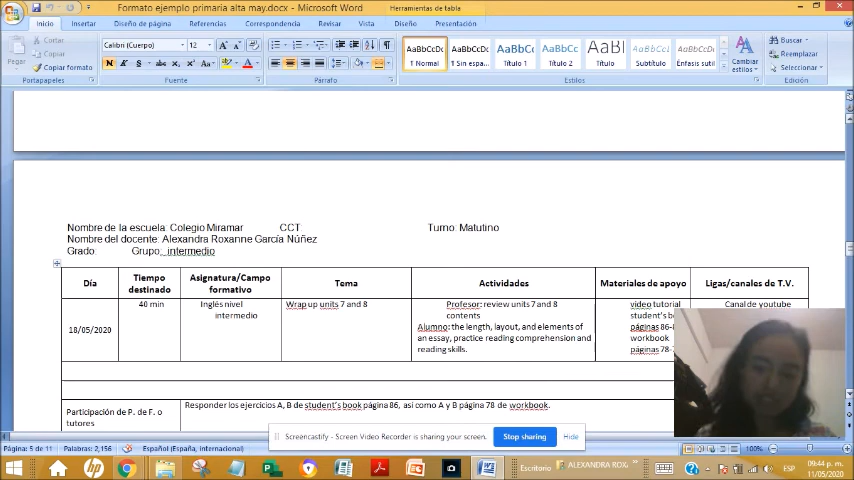 Formato ejemplo primaria alta may.docx - Microsoft Word
Herramientas de tabla
Inicio Insertar Diseño de página Referencias Correspondencia Revisar Vista Diseño Presentación
Pegar
Cortar
Copiar
Copiar formato
Portapapeles
Calibri (Cuerpo) 12
Fuente
Párrafo
AaBbCcDc AaBbCcDc AaBbCc AaBbCc AaBl AaBbCcL AaBbCcDc
1 Normal 1 Sin espa... Título 1 Título 2 Título Subtítulo Énfasis sutil
Estilos
Cambiar estilos
Buscar
Reemplazar
Seleccionar
Edición
Nombre de la escuela: Colegio Miramar CCT: Turno: Matutino
Nombre del docente: Alexandra Roxanne García Núñez
Grado: Grupo: intermedio
Día
Tiempo destinado
Asignatura/Campo formativo
Tema
Actividades
Materiales de apoyo
Ligas/canales de T.V.
18/05/2020
40 min
Inglés nivel
intermedio
Wrap up units 7 and 8
Profesor: review units 7 and 8
contents
Alumno: the length, layout, and elements of
an essay, practice reading comprehension and
reading skills.
video tutorial
student's b
páginas 86-8
workbook
páginas 78-7
Canal de youtube
Participación de P. de F. o
tutores
Responder los ejercicios A, B de student's book página 86, así como A y B página 78 de workbook.
Screencastify - Screen Video Recorder is sharing your screen. Stop sharing Hide
Página: 5 de 11 Palabras: 2,156 Español (España, internacional) 100%
Escritorio
ALEXANDRA ROXA
ESP
09:44 p. m.
11/05/2020